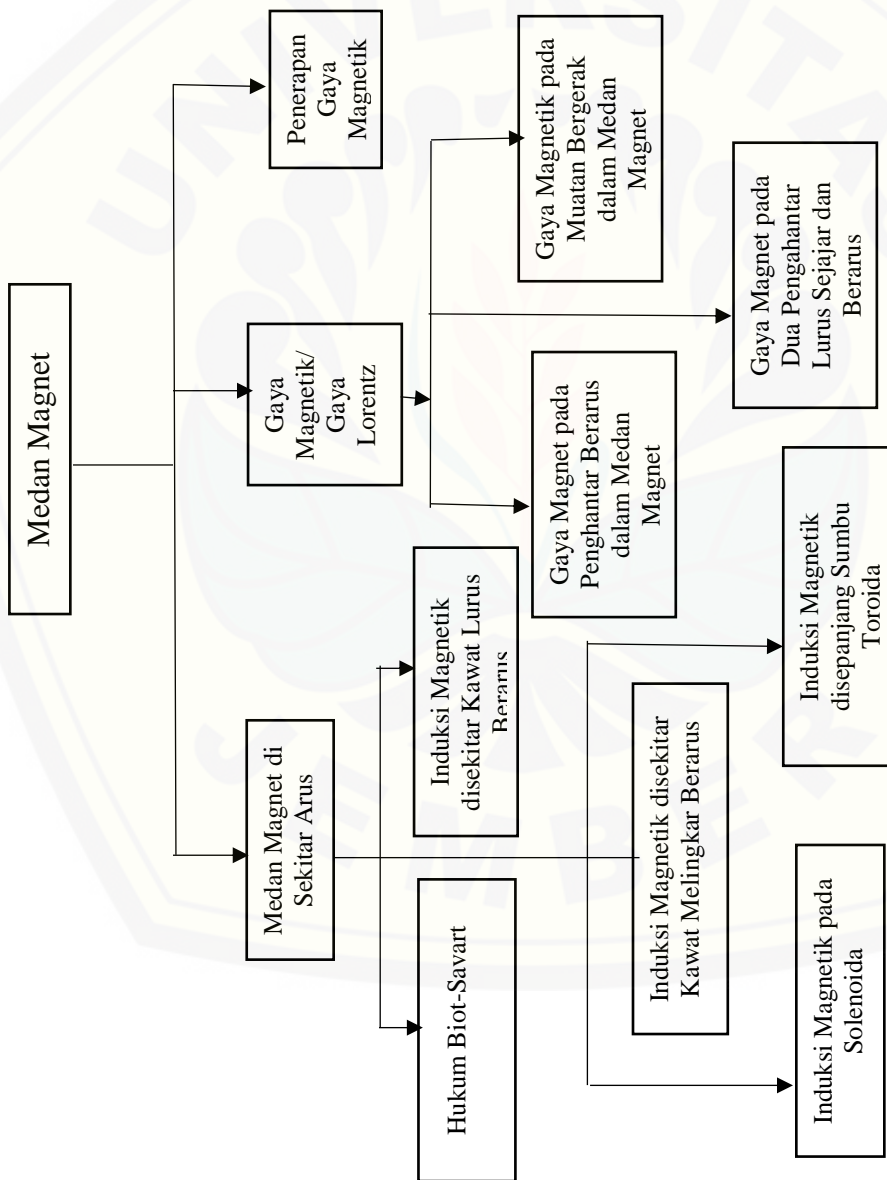 Medan Magnet
Medan Magnet di
Sekitar Arus
Gaya
Magnetik/
Gaya
Lorentz
Penerapan
Gaya
Magnetik
Hukum Biot-Savart
Induksi Magnetik
disekitar Kawat Lurus
Berarus
Induksi Magnetik disekitar
Kawat Melingkar Berarus
Induksi Magnetik pada
Solenoida
Induksi Magnetik
disepanjang Sumbu
Toroida
Gaya Magnet pada
Penghantar Berarus
dalam Medan
Magnet
Gaya Magnetik pada
Muatan Bergerak
dalam Medan
Magnet
Gaya Magnet pada
Dua Pengahantar
Lurus Sejajar dan
Berarus
UNIVERSITAS
JEMBER